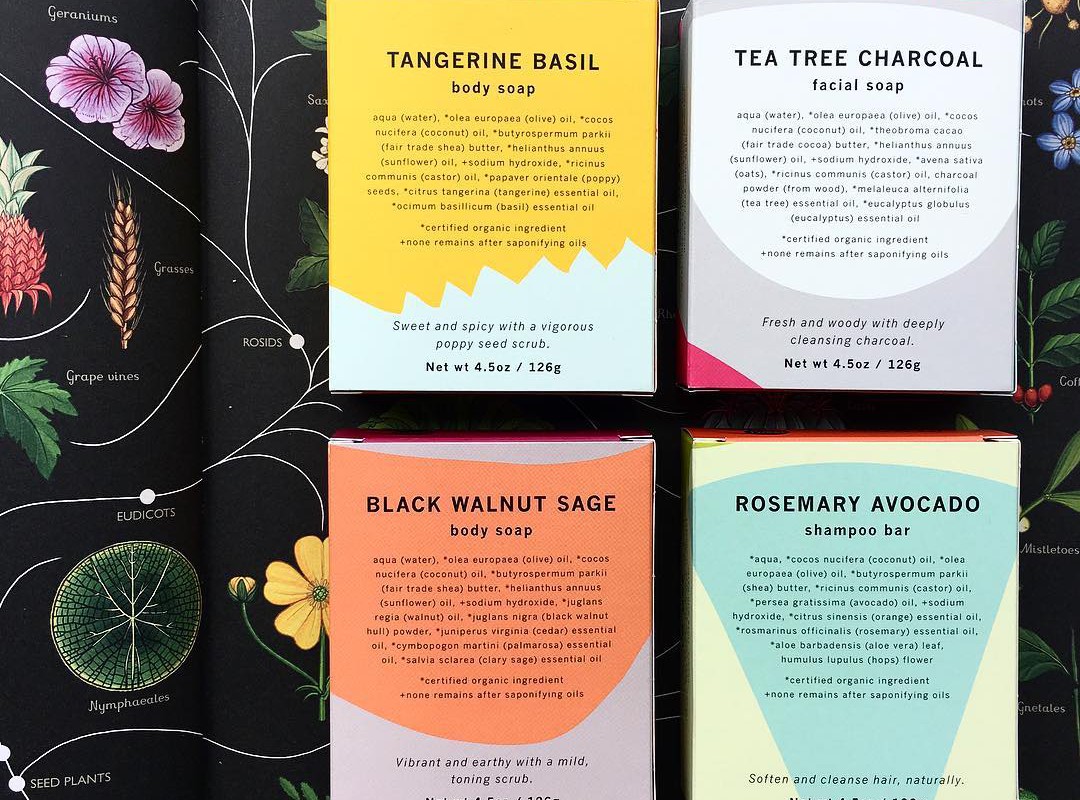 Geraniums
Grasses
ROSIDS
Grape vines
EUDICOTS
Nymphaeales
SEED PLANTS
TANGERINE BASIL
body soap
aqua (water), *olea europaea (olive) oil, *cocos
nucifera (coconut) oil, *butyrospermum parkii
(fair trade shea) butter, *helianthus annuus
(sunflower) oil, +sodium hydroxide, *ricinus
communis (castor) oil, *papaver orientale (poppy)
seeds, *citrus tangerina (tangerine) essential oil,
*ocimum basillicum (basil) essential oil
*certified organic ingredient
+none remains after saponifying oils
Sweet and spicy with a vigorous
poppy seed scrub.
Net wt 4.5oz / 126g
TEA TREE CHARCOAL
facial soap
aqua (water), *olea europaea (olive) oil, *cocos
nucifera (coconut) oil, *theobroma cacao
(fair trade cocoa) butter, *helianthus annuus
(sunflower) oil, +sodium hydroxide, *avena sativa
(oats), *ricinus communis (castor) oil, charcoal
powder (from wood), *melaleuca alternifolia
(tea tree) essential oil, *eucalyptus globulus
(eucalyptus) essential oil
*certified organic ingredient
+none remains after saponifying oils
Fresh and woody with deeply
cleansing charcoal.
Net wt 4.5oz / 126g
BLACK WALNUT SAGE
body soap
aqua (water), *olea europaea (olive) oil, *cocos
nucifera (coconut) oil, *butyrospermum parkii
(fair trade shea) butter, *helianthus annuus
(sunflower) oil, +sodium hydroxide, *juglans
regia (walnut) oil, *juglans nigra (black walnut
hull) powder, *juniperus virginia (cedar) essential
oil, *cymbopogon martini (palmarosa) essential
oil, *salvia sclarea (clary sage) essential oil
*certified organic ingredient
+none remains after saponifying oils
Vibrant and earthy with a mild,
toning scrub.
ROSEMARY AVOCADO
shampoo bar
*aqua, *cocos nucifera (coconut) oil, *olea
europaea (olive) oil, *butyrospermum parkii
(shea) butter, *ricinus communis (castor) oil,
*persea gratissima (avocado) oil, +sodium
hydroxide, *citrus sinensis (orange) essential oil,
*rosmarinus officinalis (rosemary) essential oil,
*aloe barbadensis (aloe vera) leaf,
humulus lupulus (hops) flower
*certified organic ingredient
+none remains after saponifying oils
Soften and cleanse hair, naturally.
Mistletoes
Gnetales